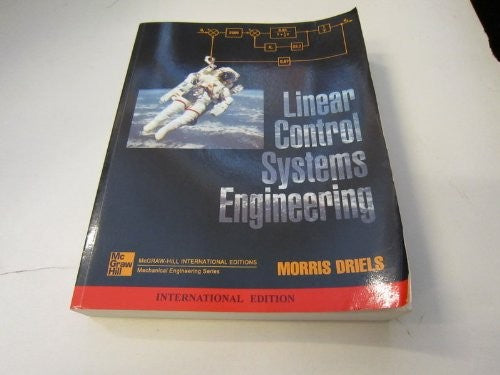 Linear
Control
Systems
Engineering
Mc
Graw
Hill
McGRAW-HILL INTERNATIONAL EDITIONS
Mechanical Engineering Series
MORRIS DRIELS
INTERNATIONAL EDITION